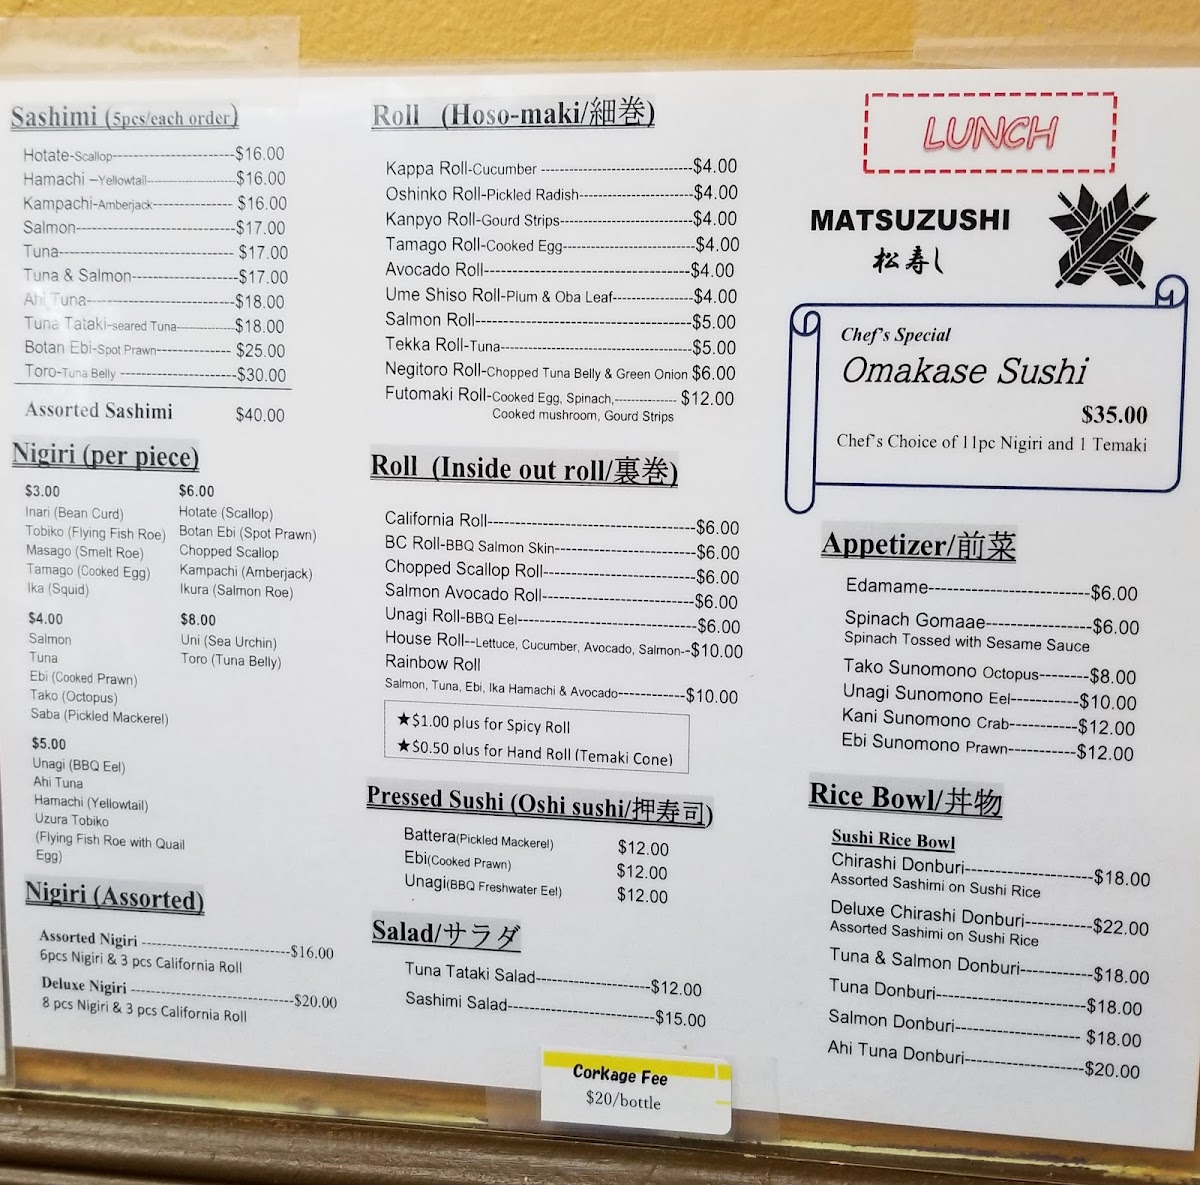 Sashimi (5pcs/each order)
Hotate-Scallop-----------------------$16.00
Hamachi –Yellowtail-----------------$16.00
Kampachi-Amberjack--------------- $16.00
Salmon------------------------------$17.00
Tuna--------------------------------- $17.00
Tuna & Salmon--------------------$17.00
Ahi Tuna----------------------------$18.00
Tuna Tataki-seared Tuna-----------$18.00
Botan Ebi-Spot Prawn-------------- $25.00
Toro-Tuna Belly ----------------------$30.00
Assorted Sashimi $40.00
Nigiri (per piece)
$3.00
Inari (Bean Curd)
Tobiko (Flying Fish Roe)
Masago (Smelt Roe)
Tamago (Cooked Egg)
Ika (Squid)
$4.00
Salmon
Tuna
Ebi (Cooked Prawn)
Tako (Octopus)
Saba (Pickled Mackerel)
$5.00
Unagi (BBQ Eel)
Ahi Tuna
Hamachi (Yellowtail)
Uzura Tobiko
(Flying Fish Roe with Quail
Egg)
$6.00
Hotate (Scallop)
Botan Ebi (Spot Prawn)
Chopped Scallop
Kampachi (Amberjack)
Ikura (Salmon Roe)
$8.00
Uni (Sea Urchin)
Toro (Tuna Belly)
Nigiri (Assorted)
Assorted Nigiri ----------------------$16.00
6pcs Nigiri & 3 pcs California Roll
Deluxe Nigiri ------------------------$20.00
8 pcs Nigiri & 3 pcs California Roll
Roll (Hoso-maki/細巻)
Kappa Roll-Cucumber -----------------------$4.00
Oshinko Roll-Pickled Radish----------------$4.00
Kanpyo Roll-Gourd Strips-------------------$4.00
Tamago Roll-Cooked Egg-------------------$4.00
Avocado Roll---------------------------------$4.00
Ume Shiso Roll-Plum & Oba Leaf------------$4.00
Salmon Roll----------------------------------$5.00
Tekka Roll-Tuna------------------------------$5.00
Negitoro Roll-Chopped Tuna Belly & Green Onion $6.00
Futomaki Roll-Cooked Egg, Spinach,------------- $12.00
Cooked mushroom, Gourd Strips
Roll (Inside out roll/裏巻)
California Roll---------------------------------$6.00
BC Roll-BBQ Salmon Skin---------------------$6.00
Chopped Scallop Roll------------------------$6.00
Salmon Avocado Roll------------------------$6.00
Unagi Roll-BBQ Eel---------------------------$6.00
House Roll--Lettuce, Cucumber, Avocado, Salmon--$10.00
Rainbow Roll
Salmon, Tuna, Ebi, Ika Hamachi & Avocado-----------$10.00
★$1.00 plus for Spicy Roll
★$0.50 plus for Hand Roll (Temaki Cone)
Pressed Sushi (Oshi sushi/押寿司)
Battera(Pickled Mackerel) $12.00
Ebi(Cooked Prawn) $12.00
Unagi(BBQ Freshwater Eel) $12.00
Salad/サラダ
Tuna Tataki Salad------------------$12.00
Sashimi Salad-----------------------$15.00
Corkage Fee
$20/bottle
LUNCH
MATSUZUSHI
松寿し
Chef's Special
Omakase Sushi
$35.00
Chef's Choice of 11pc Nigiri and 1 Temaki
Appetizer/前菜
Edamame--------------------------$6.00
Spinach Gomaae-----------------$6.00
Spinach Tossed with Sesame Sauce
Tako Sunomono Octopus--------$8.00
Unagi Sunomono Eel-----------$10.00
Kani Sunomono Crab-----------$12.00
Ebi Sunomono Prawn-----------$12.00
Rice Bowl/丼物
Sushi Rice Bowl
Chirashi Donburi--------------------$18.00
Assorted Sashimi on Sushi Rice
Deluxe Chirashi Donburi-----------$22.00
Assorted Sashimi on Sushi Rice
Tuna & Salmon Donburi------------$18.00
Tuna Donburi------------------------$18.00
Salmon Donburi-------------------- $18.00
Ahi Tuna Donburi-------------------$20.00